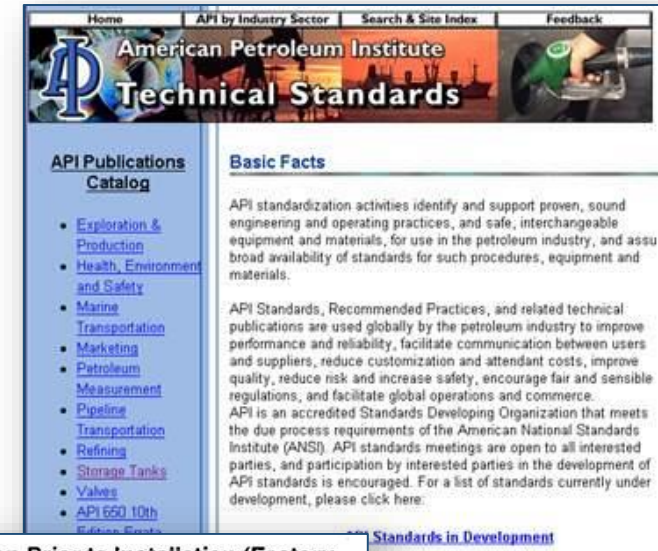 Home
API by Industry Sector
Search & Site Index
Feedback
American Petroleum Institute
Technical Standards
API Publications
Catalog
Exploration &
Production
Health, Environment
and Safety
Marine
Transportation
Marketing
Petroleum
Measurement
Pipeline
Transportation
Refining
Storage Tanks
Valves
API 650 10th
Edition Errata
Basic Facts
API standardization activities identify and support proven, sound
engineering and operating practices, and safe, interchangeable
equipment and materials, for use in the petroleum industry, and assu
broad availability of standards for such procedures, equipment and
materials.
API Standards, Recommended Practices, and related technical
publications are used globally by the petroleum industry to improve
performance and reliability, facilitate communication between users
and suppliers, reduce customization and attendant costs, improve
quality, reduce risk and increase safety, encourage fair and sensible
regulations, and facilitate global operations and commerce.
API is an accredited Standards Developing Organization that meets
the due process requirements of the American National Standards
Institute (ANSI). API standards meetings are open to all interested
parties, and participation by interested parties in the development of
API standards is encouraged. For a list of standards currently under
development, please click here:
Standards in Development
Prior to Installation (Factory